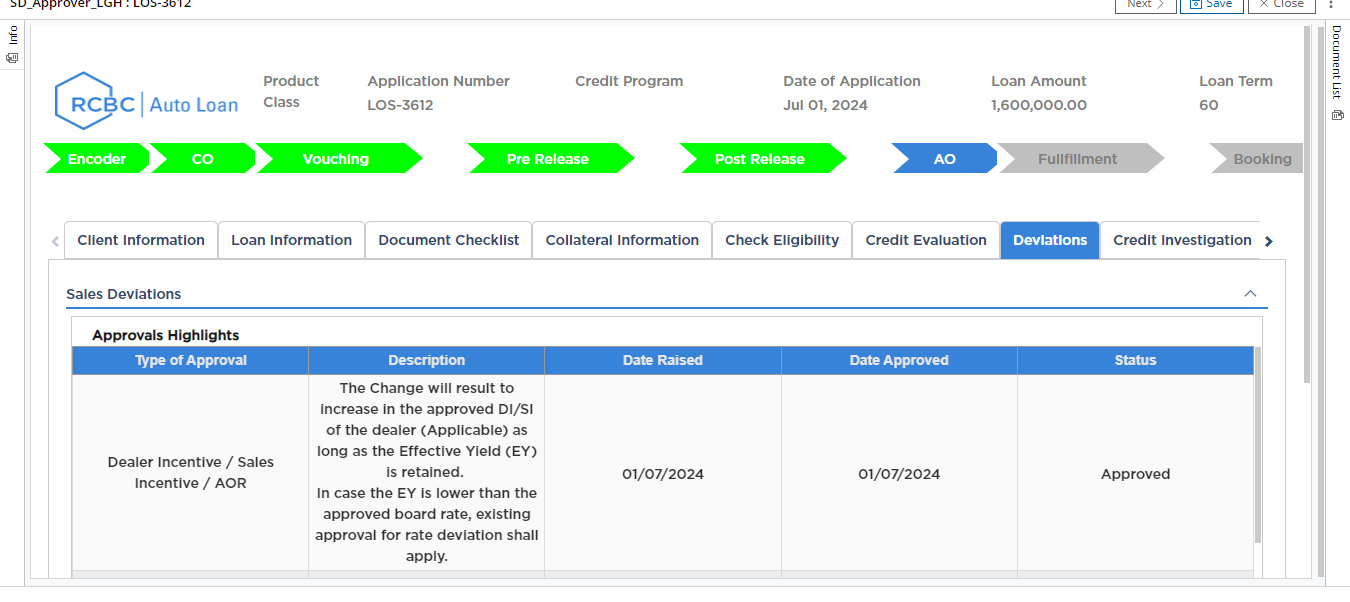 SD_Approver_LGH : LOS-3612
Next
Save
Close
Info
Document List
RCBC | Auto Loan
Product Class
Application Number
LOS-3612
Credit Program
Date of Application
Jul 01, 2024
Loan Amount
1,600,000.00
Loan Term
60
Encoder
CO
Vouching
Pre Release
Post Release
AO
Fullfillment
Booking
Client Information
Loan Information
Document Checklist
Collateral Information
Check Eligibility
Credit Evaluation
Deviations
Credit Investigation
Sales Deviations
Approvals Highlights
Type of Approval
Description
Date Raised
Date Approved
Status
Dealer Incentive / Sales
Incentive / AOR
The Change will result to
increase in the approved DI/SI
of the dealer (Applicable) as
long as the Effective Yield (EY)
is retained.
In case the EY is lower than the
approved board rate, existing
approval for rate deviation shall
apply.
01/07/2024
01/07/2024
Approved